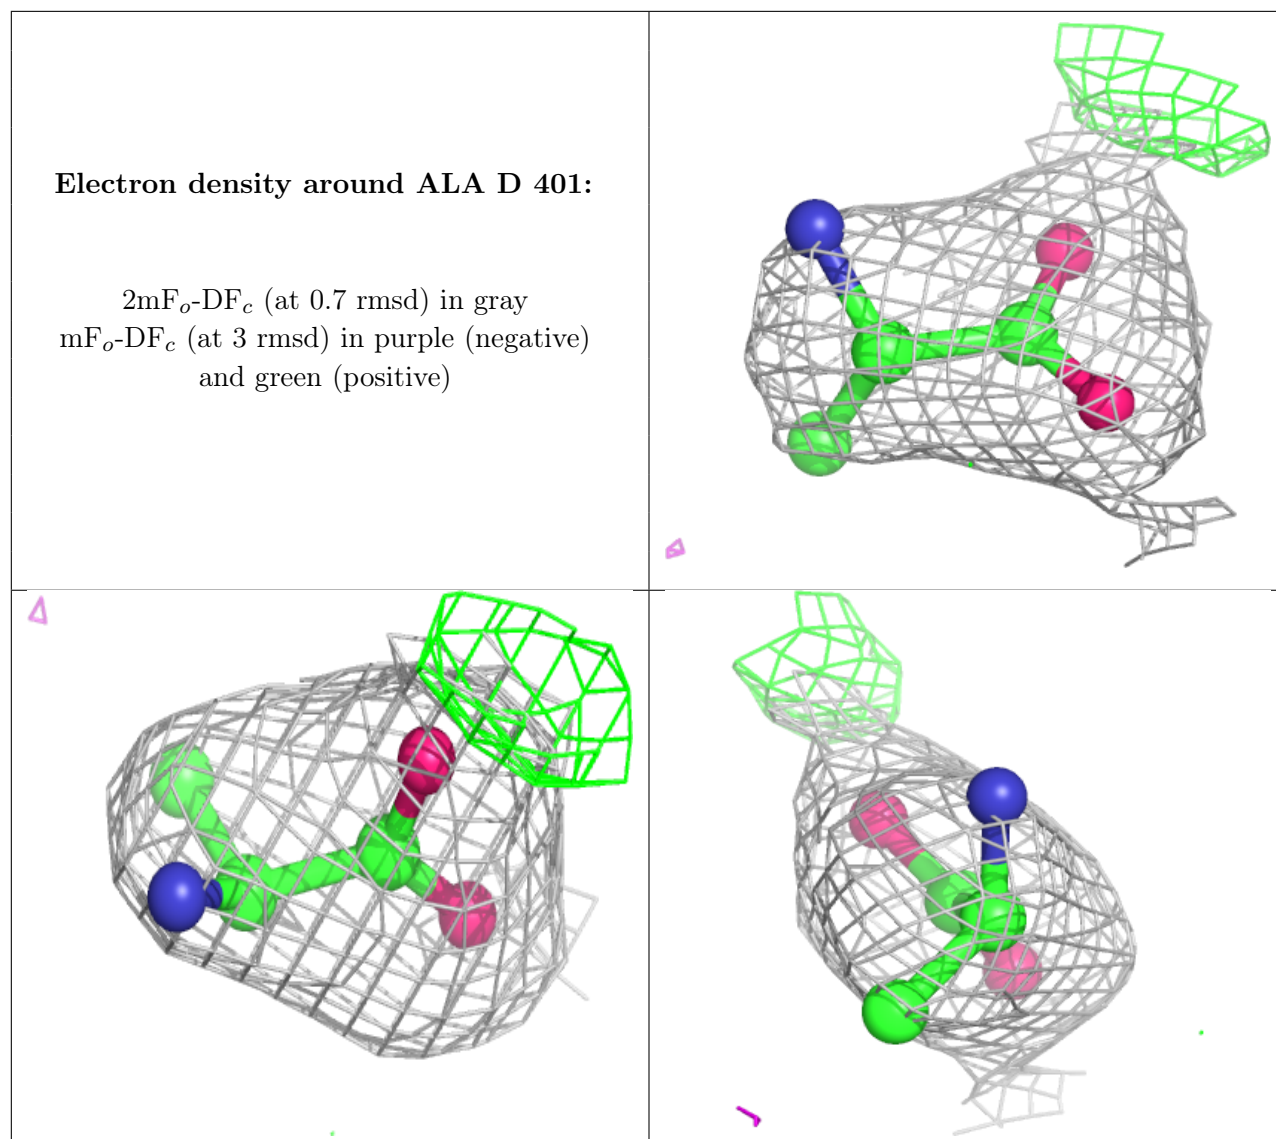 Electron density around ALA D 401:
2mFo-DFc (at 0.7 rmsd) in gray
mFo-DFc (at 3 rmsd) in purple (negative)
and green (positive)